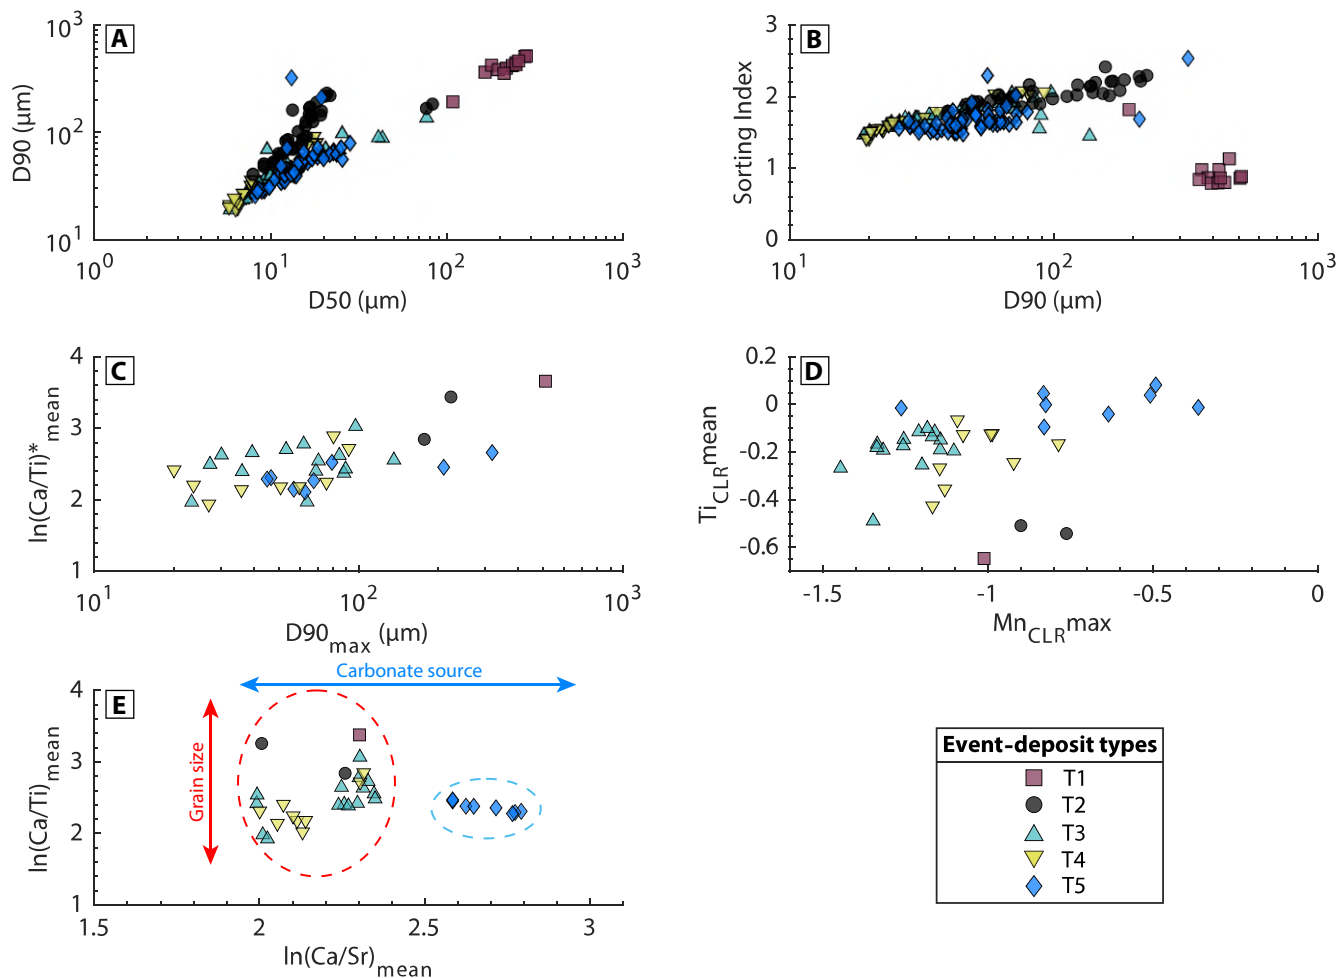 A
10³
10²
10¹
D90 (µm)
10⁰
10¹
10²
10³
D50 (µm)
B
3
2
1
0
Sorting Index
10¹
10²
10³
D90 (µm)
C
4
3
2
1
ln(Ca/Ti)*mean
10¹
10²
10³
D90max (µm)
D
0.2
0
-0.2
-0.4
-0.6
TiCLRmean
-1.5
-1
-0.5
0
MnCLRmax
Carbonate source
E
4
3
2
1
Grain size
ln(Ca/Ti)mean
1.5
2
2.5
3
ln(Ca/Sr)mean
Event-deposit types
T1
T2
T3
T4
T5